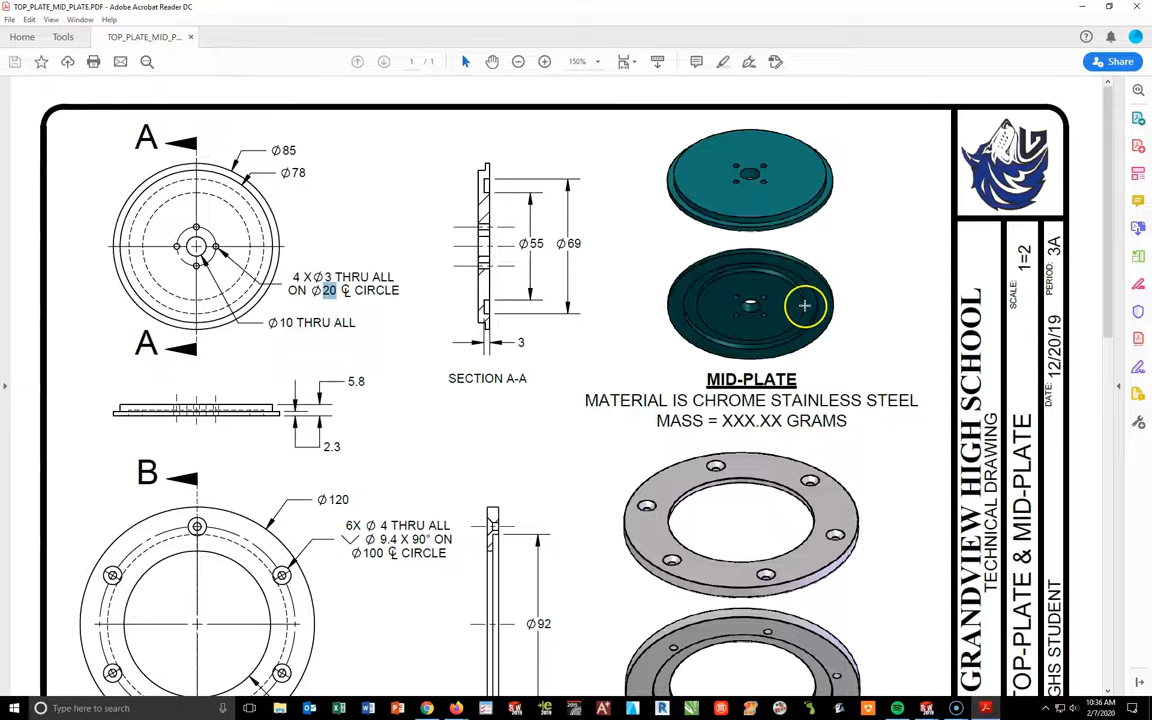 TOP_PLATE_MID_PLATE.PDF - Adobe Acrobat Reader DC
File Edit View Window Help
Home Tools TOP_PLATE_MID_P... ×
1 / 1 150% Share
A
Ø85
Ø78
4 X Ø3 THRU ALL
ON Ø20 ℄ CIRCLE
Ø10 THRU ALL
A
Ø55
Ø69
3
SECTION A-A
5.8
2.3
MID-PLATE
MATERIAL IS CHROME STAINLESS STEEL
MASS = XXX.XX GRAMS
B
Ø120
6X Ø 4 THRU ALL
⌵ Ø 9.4 X 90° ON
Ø100 ℄ CIRCLE
Ø92
GRANDVIEW HIGH SCHOOL
TECHNICAL DRAWING
SCALE: 1=2
TOP-PLATE & MID-PLATE
PERIOD: 3A
DATE: 12/20/19
GHS STUDENT
Type here to search
10:36 AM
2/7/2020